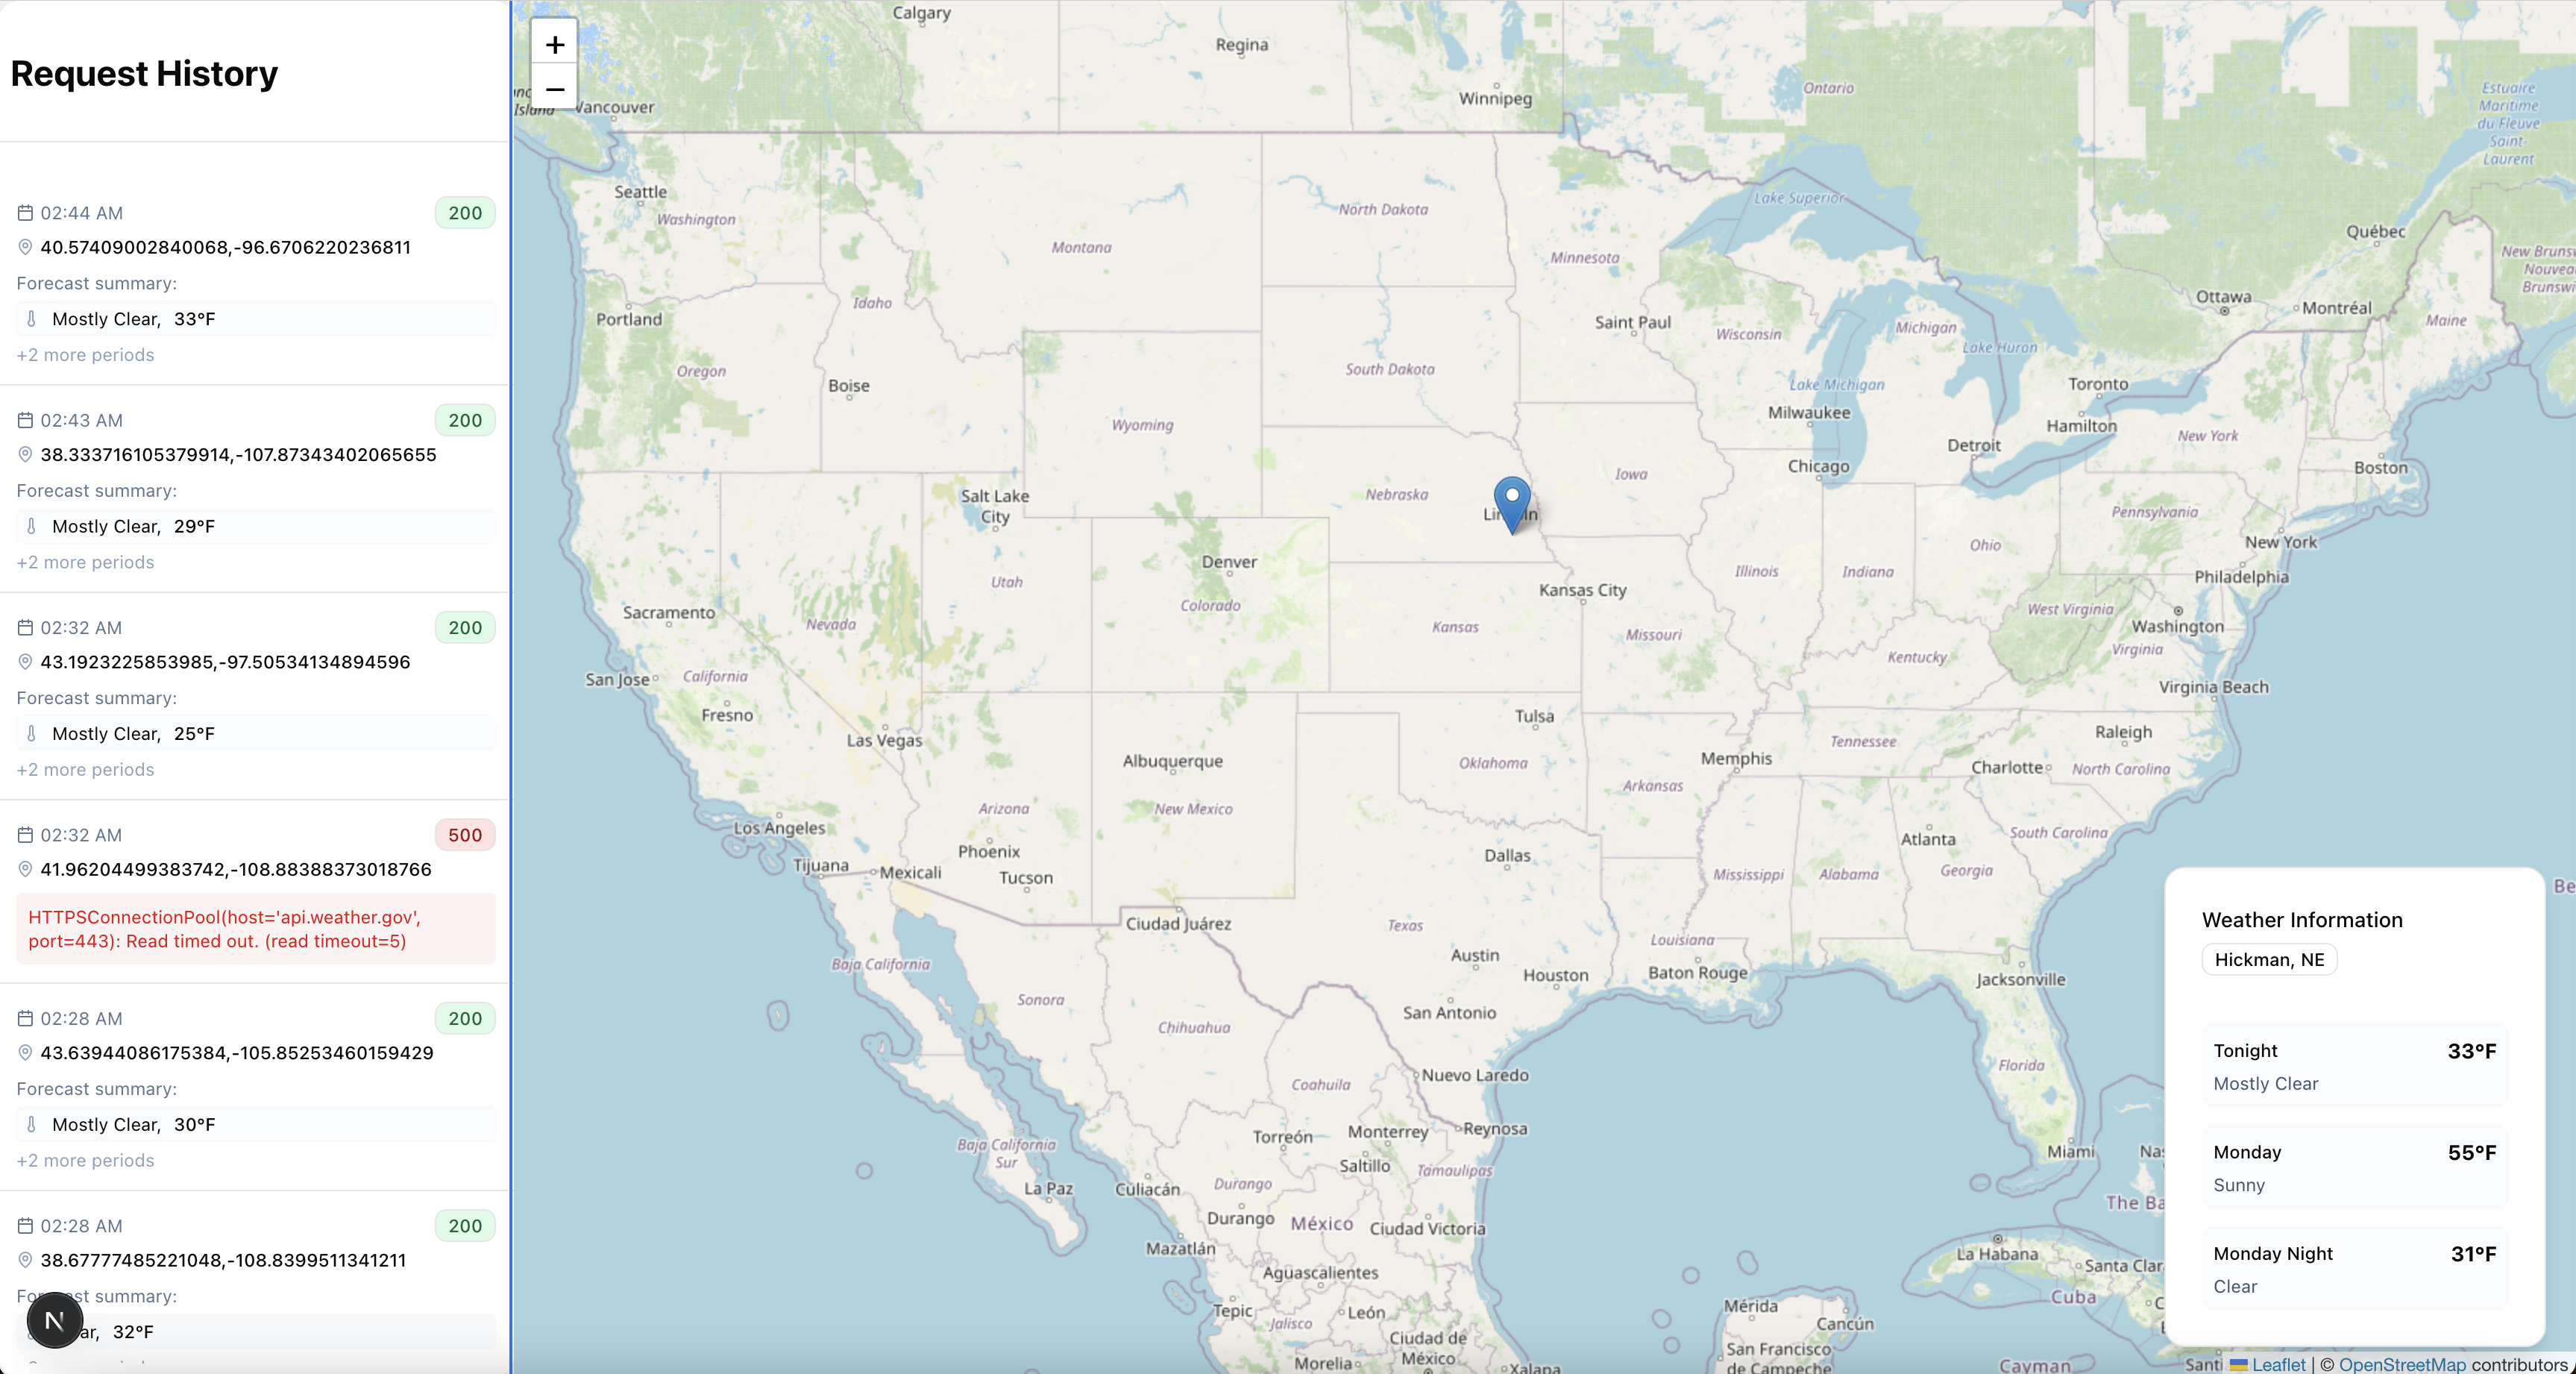 Request History
02:44 AM
200
40.57409002840068,-96.6706220236811
Forecast summary:
Mostly Clear, 33°F
+2 more periods
02:43 AM
200
38.333716105379914,-107.87343402065655
Forecast summary:
Mostly Clear, 29°F
+2 more periods
02:32 AM
200
43.1923225853985,-97.50534134894596
Forecast summary:
Mostly Clear, 25°F
+2 more periods
02:32 AM
500
41.96204499383742,-108.88388373018766
HTTPSConnectionPool(host='api.weather.gov',
port=443): Read timed out. (read timeout=5)
02:28 AM
200
43.63944086175384,-105.85253460159429
Forecast summary:
Mostly Clear, 30°F
+2 more periods
02:28 AM
200
38.67777485221048,-108.8399511341211
summary:
32°F
N
+
−
Calgary
Regina
Winnipeg
Ontario
Estuaire
Maritime
du Fleuve
Saint-
Laurent
Island
Vancouver
Seattle
Washington
Montana
North Dakota
Minnesota
Lake Superior
Québec
New Brunsw
Nouvea
Brunswi
Portland
Idaho
Oregon
Boise
Wyoming
South Dakota
Saint Paul
Wisconsin
Michigan
Lake Huron
Lake Michigan
Milwaukee
Ottawa
Montréal
Maine
Toronto
Hamilton
New York
Detroit
Chicago
Boston
Salt Lake
City
Nebraska
Iowa
Pennsylvania
New York
Philadelphia
Denver
Utah
Colorado
Kansas City
Illinois
Indiana
Ohio
West Virginia
Washington
Virginia
Sacramento
Nevada
Kansas
Missouri
Kentucky
Virginia Beach
San Jose
California
Fresno
Las Vegas
Tulsa
Raleigh
Albuquerque
Oklahoma
Memphis
Tennessee
Charlotte
North Carolina
Arkansas
Arizona
New Mexico
Los Angeles
Phoenix
Atlanta
South Carolina
Tijuana
Mexicali
Tucson
Dallas
Mississippi
Alabama
Georgia
Ciudad Juárez
Texas
Louisiana
Be
Baja California
Austin
Houston
Baton Rouge
Jacksonville
Sonora
Chihuahua
San Antonio
Florida
Coahuila
Nuevo Laredo
Torreón
Monterrey
Reynosa
Baja California
Sur
Saltillo
Tamaulipas
Miami
Nas
La Paz
Culiacán
Durango
Durango
México
Ciudad Victoria
The Ba
Mazatlán
La Habana
Santa Clar
Aguascalientes
Cuba
Tepic
León
Jalisco
Mérida
Cancún
Ciudad de
México
San Francisco
de Campeche
Morelia
Xalapa
Cayman
Santi
Weather Information
Hickman, NE
Tonight
33°F
Mostly Clear
Monday
55°F
Sunny
Monday Night
31°F
Clear
Leaflet | © OpenStreetMap contributors